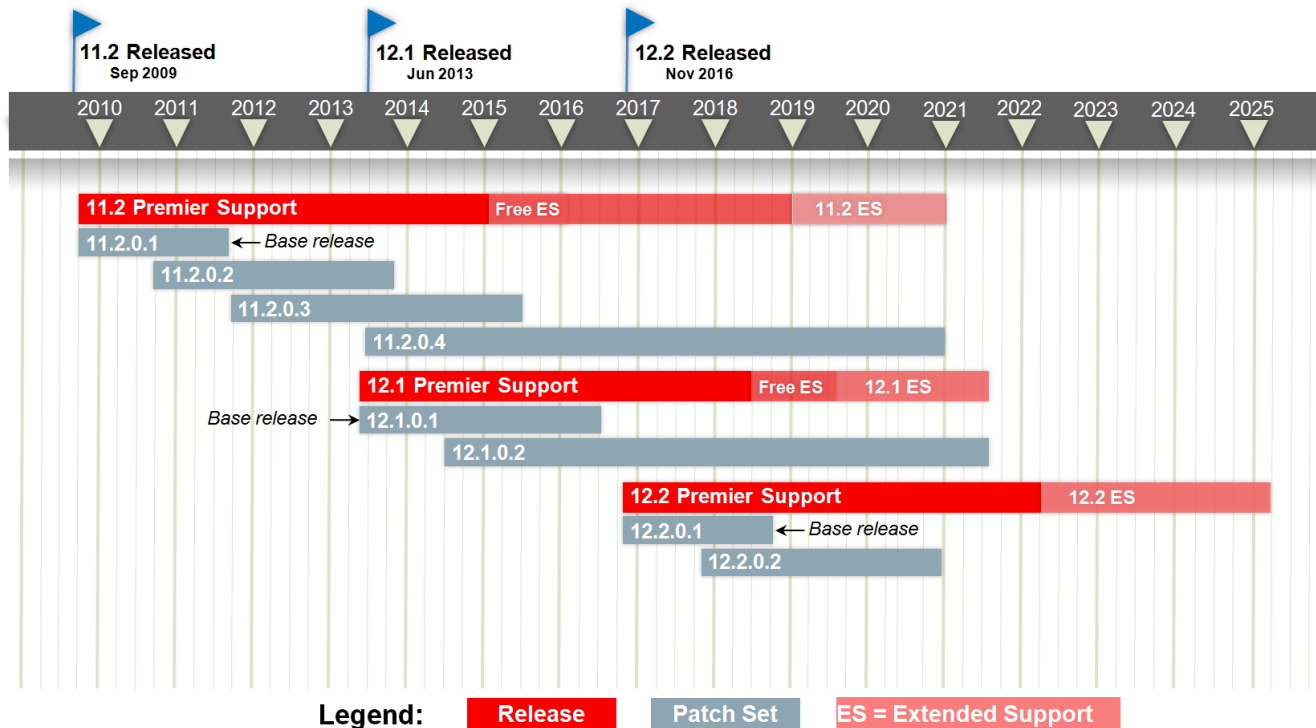 11.2 Released
Sep 2009
12.1 Released
Jun 2013
12.2 Released
Nov 2016
2010 2011 2012 2013 2014 2015 2016 2017 2018 2019 2020 2021 2022 2023 2024 2025
11.2 Premier Support Free ES 11.2 ES
11.2.0.1 Base release
11.2.0.2
11.2.0.3
11.2.0.4
12.1 Premier Support Free ES 12.1 ES
Base release 12.1.0.1
12.1.0.2
12.2 Premier Support 12.2 ES
12.2.0.1 Base release
12.2.0.2
Legend: Release Patch Set ES = Extended Support